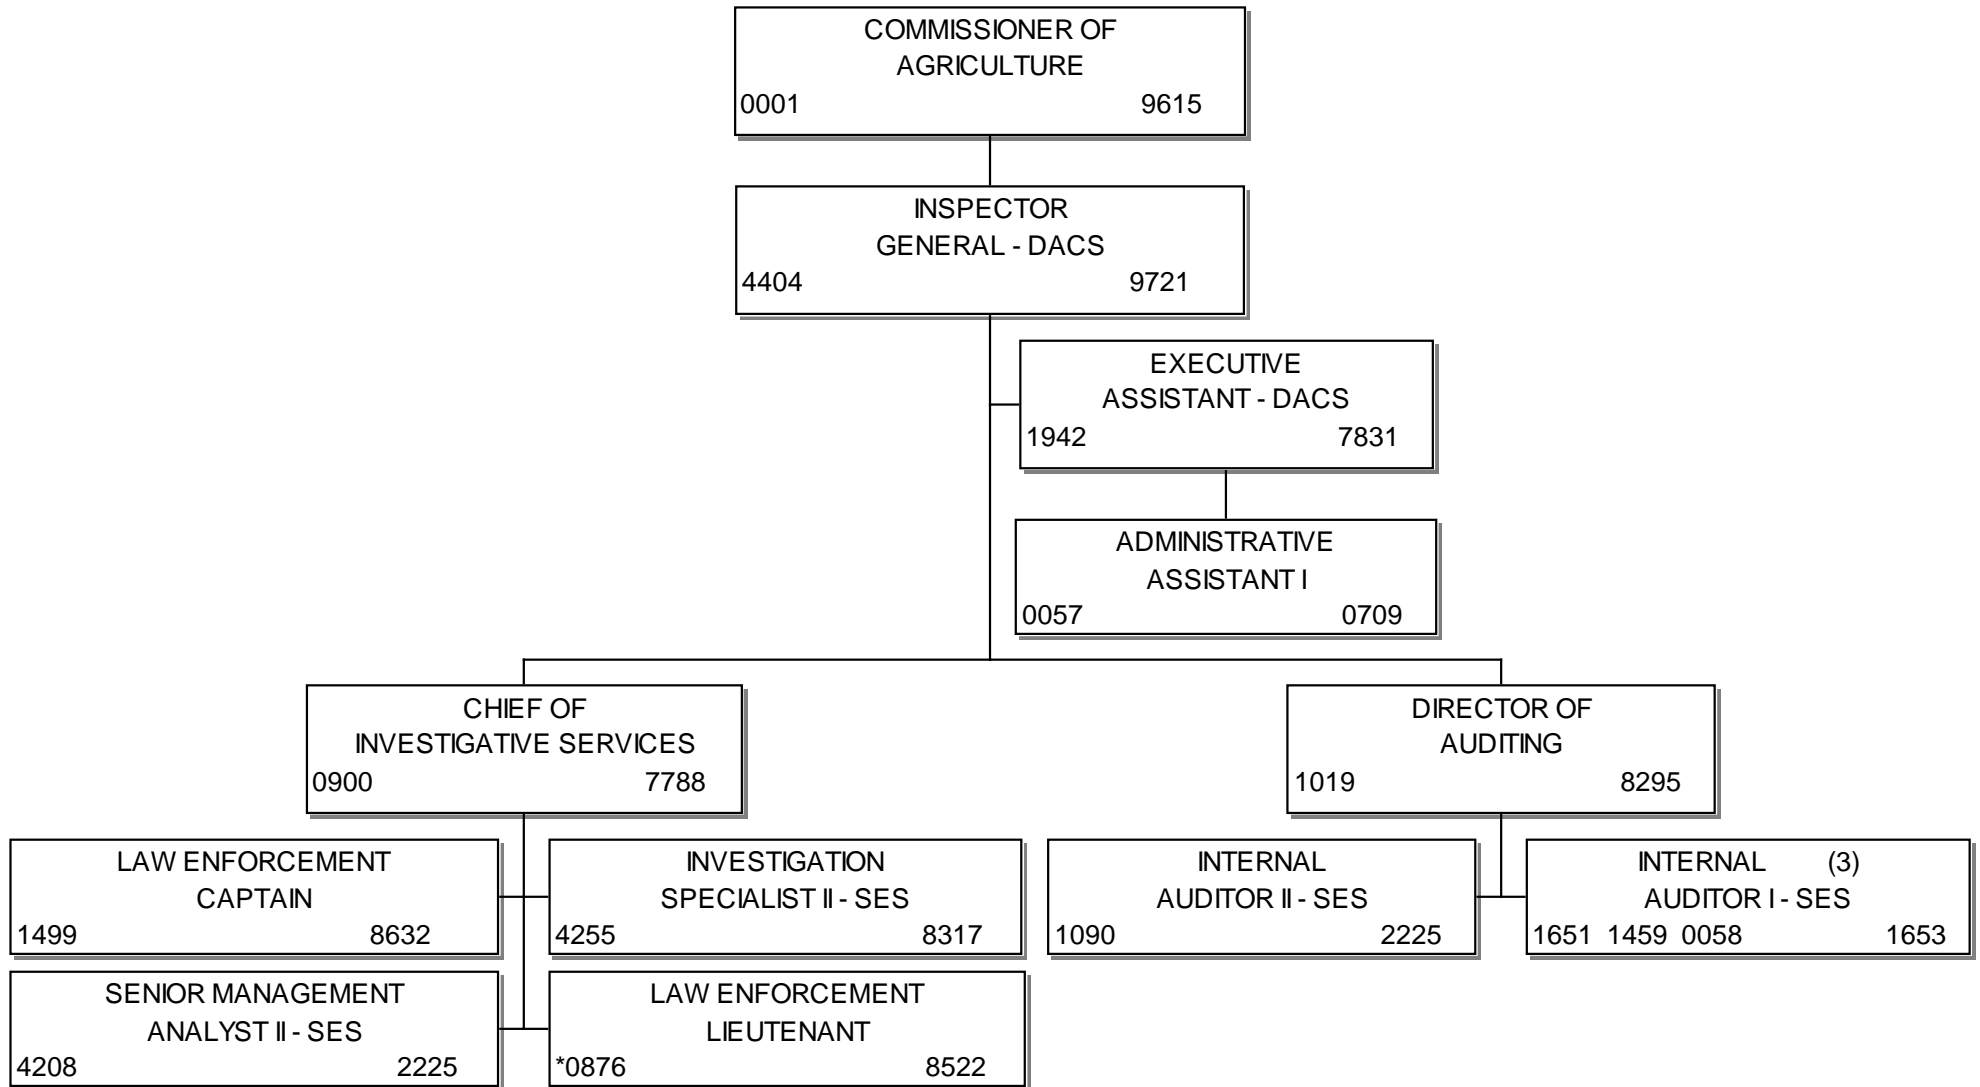 COMMISSIONER OF
AGRICULTURE
0001 9615
INSPECTOR
GENERAL - DACS
4404 9721
EXECUTIVE
ASSISTANT - DACS
1942 7831
ADMINISTRATIVE
ASSISTANT I
0057 0709
CHIEF OF
INVESTIGATIVE SERVICES
0900 7788
DIRECTOR OF
AUDITING
1019 8295
LAW ENFORCEMENT
CAPTAIN
1499 8632
INVESTIGATION
SPECIALIST II - SES
4255 8317
INTERNAL
AUDITOR II - SES
1090 2225
INTERNAL (3)
AUDITOR I - SES
1651 1459 0058 1653
SENIOR MANAGEMENT
ANALYST II - SES
4208 2225
LAW ENFORCEMENT
LIEUTENANT
*0876 8522